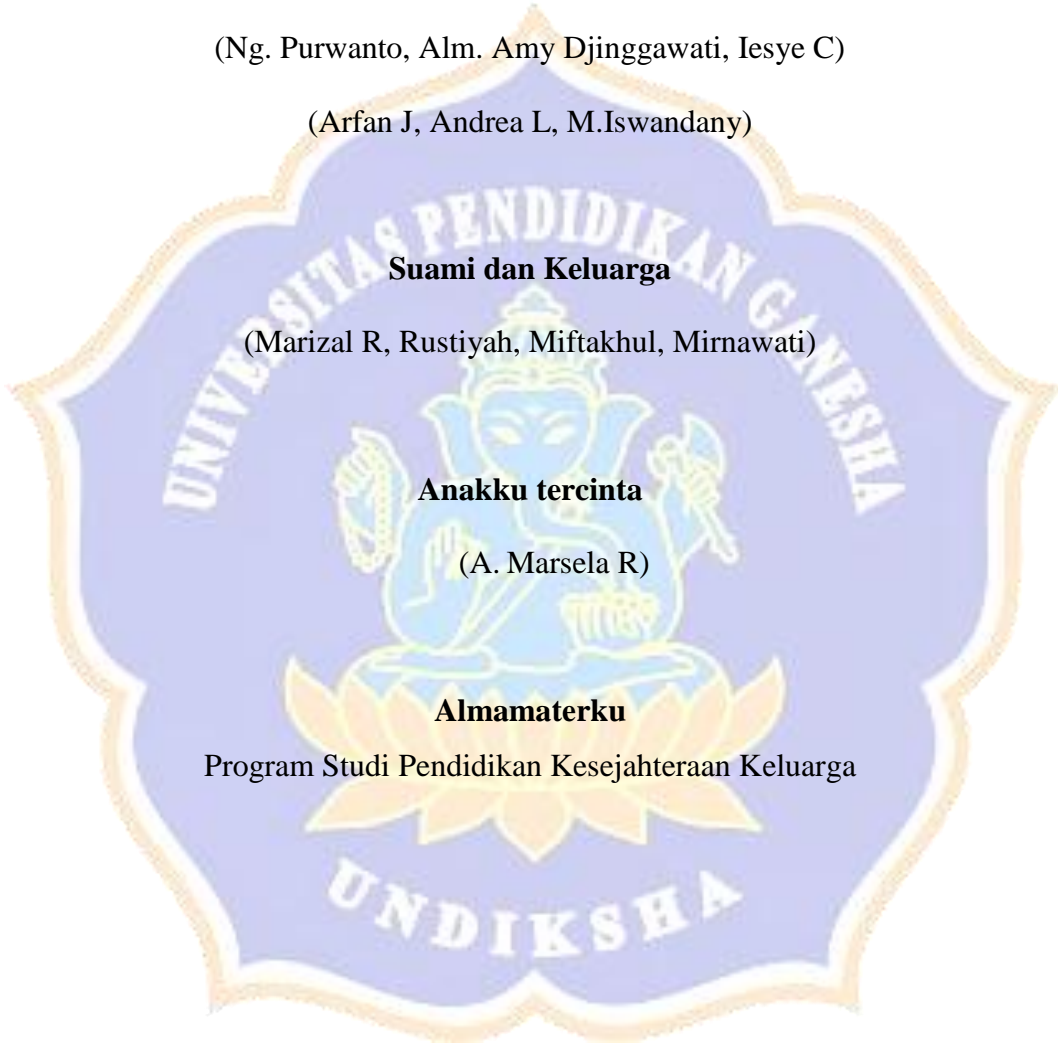 (Ng. Purwanto, Alm. Amy Djinggawati, Iesye C)
(Arfan J, Andrea L, M.Iswandany)
UNIVERSITAS PENDIDIKAN GANESHA
Suami dan Keluarga
(Marizal R, Rustiyah, Miftakhul, Mirnawati)
Anakku tercinta
(A. Marsela R)
Almamaterku
Program Studi Pendidikan Kesejahteraan Keluarga
UNDIKSHA